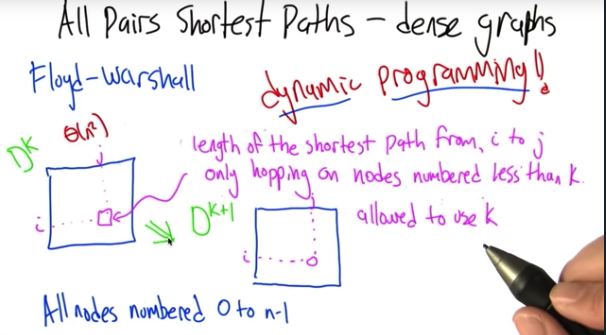 All Pairs Shortest Paths - dense graphs
Floyd-Warshall
dynamic programming!
Θ(n²)
D^k
length of the shortest path from i to j
only hopping on nodes numbered less than k.
D^k+1
allowed to use k
i
j
i
All nodes numbered 0 to n-1